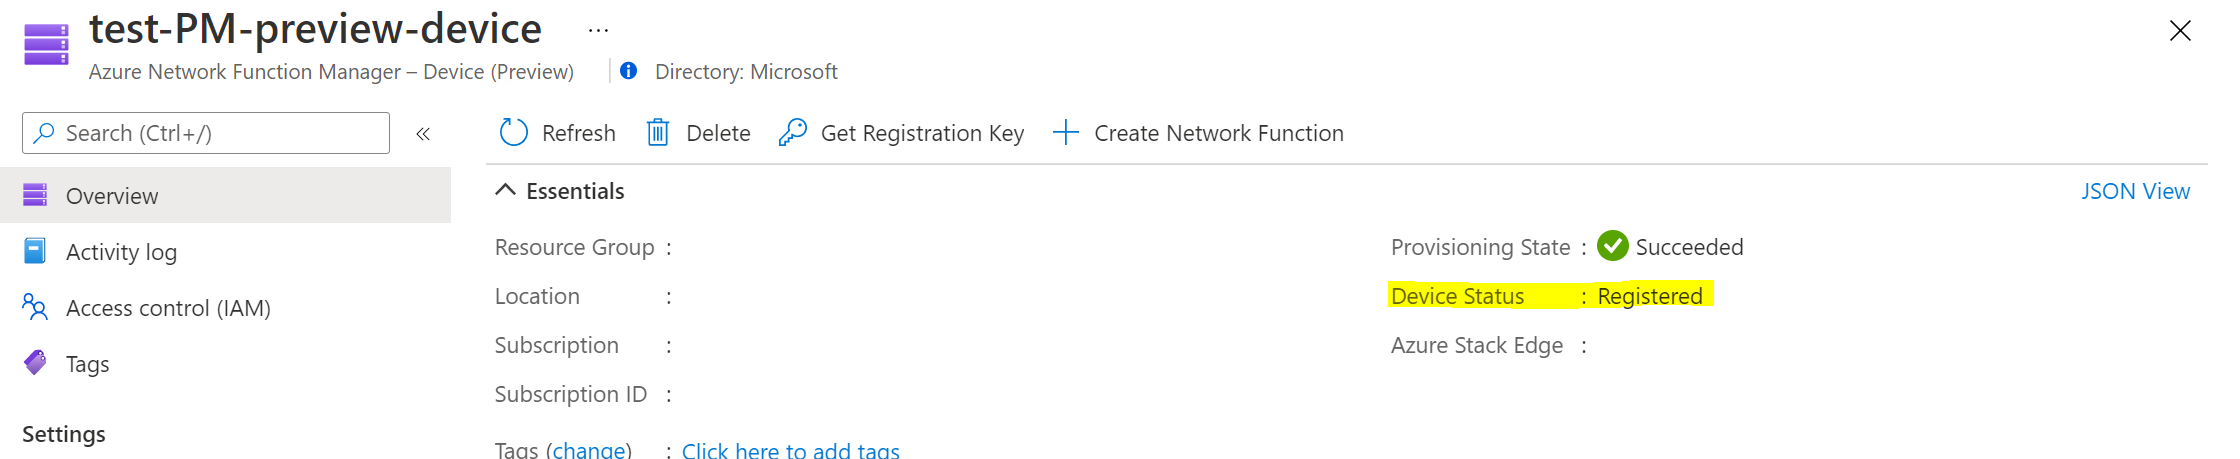 test-PM-preview-device ...
Azure Network Function Manager – Device (Preview)
Directory: Microsoft
Search (Ctrl+/)
«
Refresh
Delete
Get Registration Key
Create Network Function
Overview
Activity log
Access control (IAM)
Tags
Settings
Essentials
JSON View
Resource Group :
Location :
Subscription :
Subscription ID :
Tags (change) : Click here to add tags
Provisioning State : Succeeded
Device Status : Registered
Azure Stack Edge :